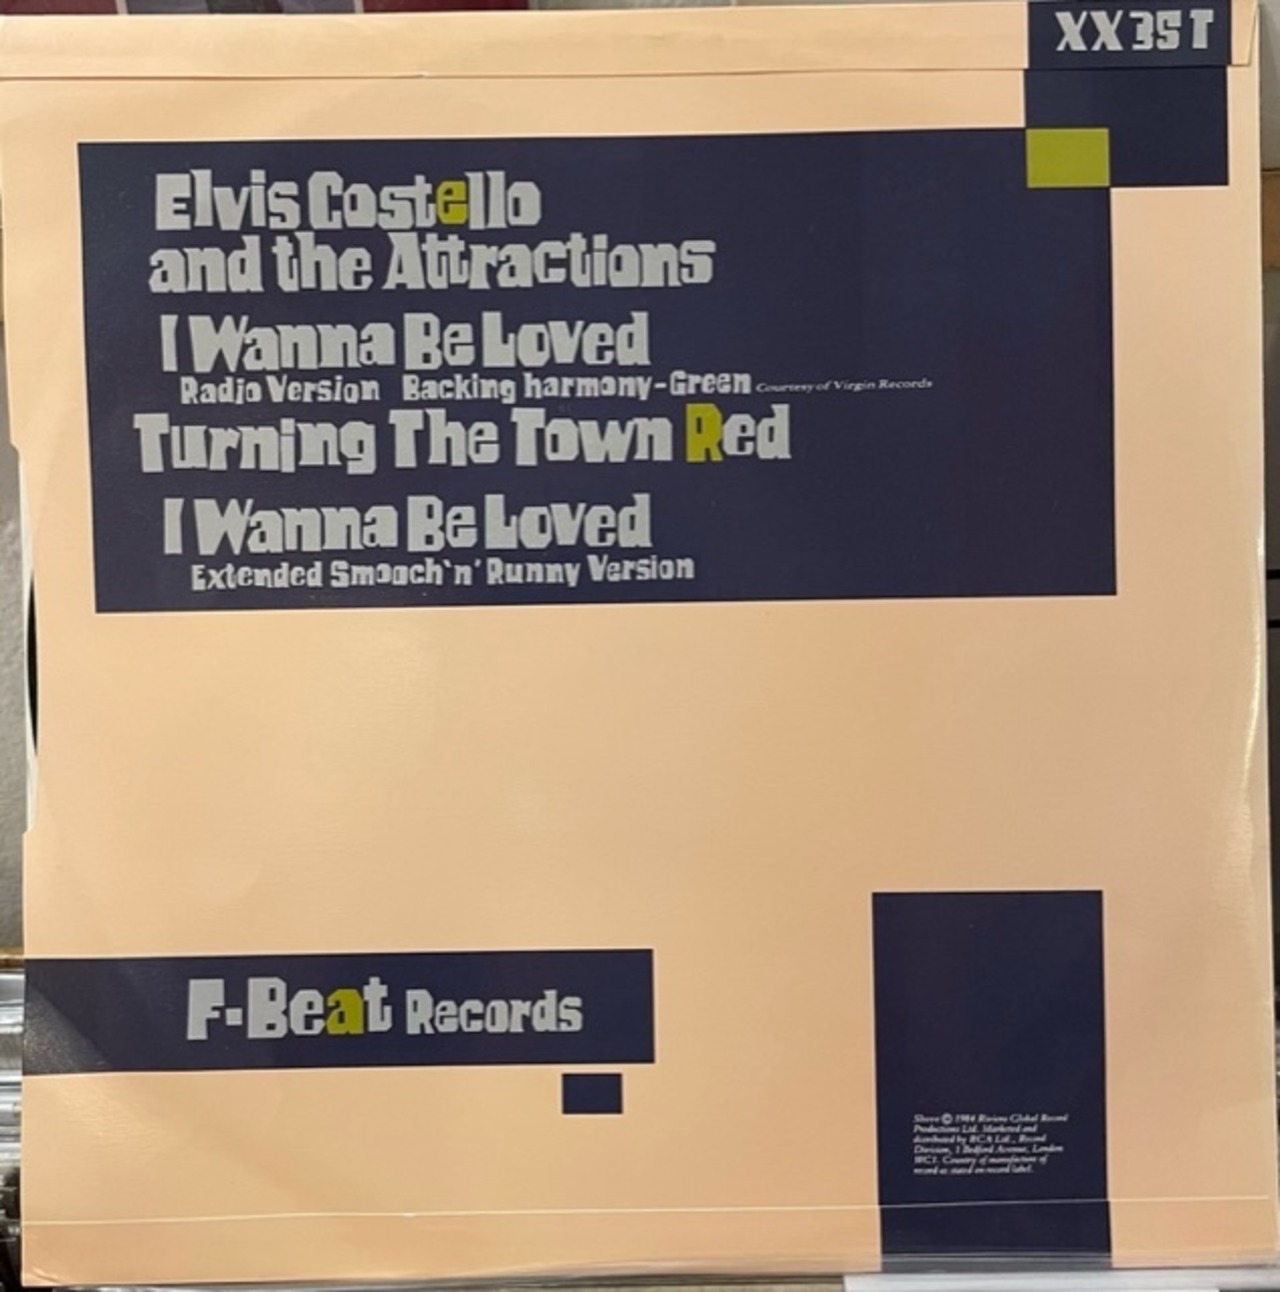 XX 35 T
Elvis Costello
and the Attractions
I Wanna Be Loved
Radio Version Backing harmony-Green Courtesy of Virgin Records
Turning The Town Red
I Wanna Be Loved
Extended Smooch 'n' Runny Version
F-Beat Records
Sleeve © 1984 Riviera Global Record
Productions Ltd. Marketed and
distributed by RCA Ltd., Record
Division, 1 Bedford Avenue, London
WC1. Country of manufacture of
record as stated on record label.